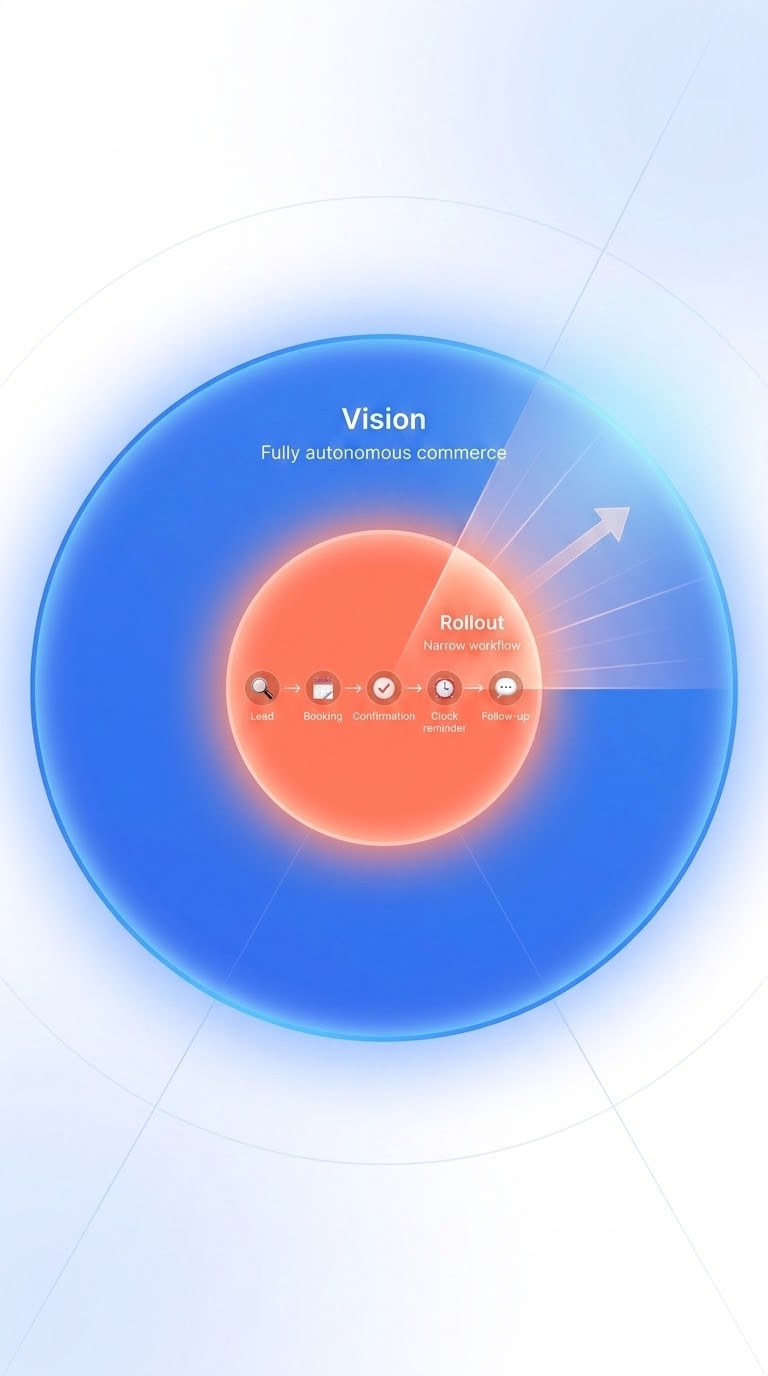 Vision
Fully autonomous commerce
Rollout
Narrow workflow
Lead
Booking
Confirmation
Clock
reminder
Follow-up